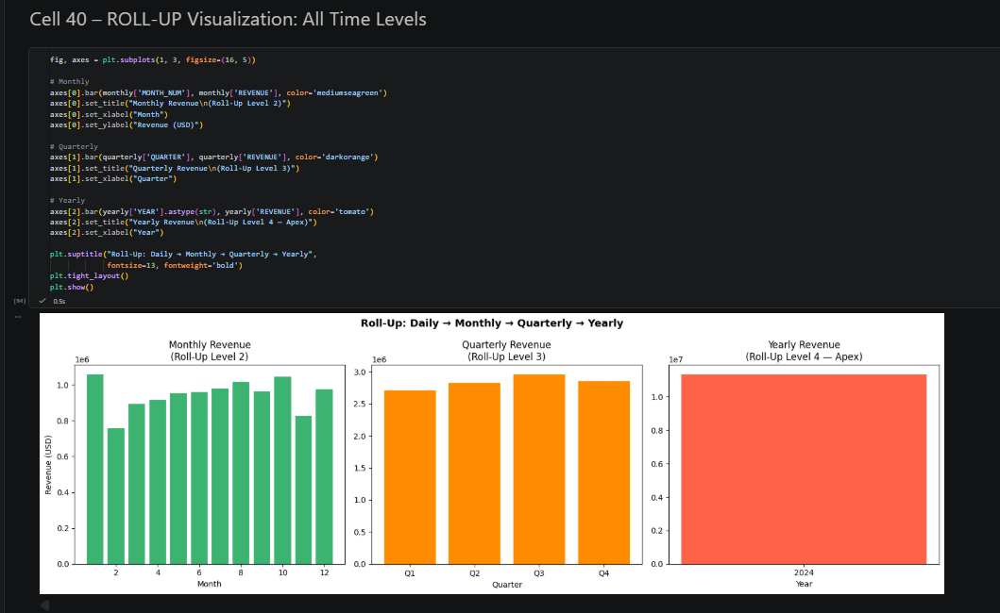 Cell 40 – ROLL-UP Visualization: All Time Levels
fig, axes = plt.subplots(1, 3, figsize=(16, 5))
# Monthly
axes[0].bar(monthly['MONTH_NUM'], monthly['REVENUE'], color='mediumseagreen')
axes[0].set_title("Monthly Revenue\n(Roll-Up Level 2)")
axes[0].set_xlabel("Month")
axes[0].set_ylabel("Revenue (USD)")
# Quarterly
axes[1].bar(quarterly['QUARTER'], quarterly['REVENUE'], color='darkorange')
axes[1].set_title("Quarterly Revenue\n(Roll-Up Level 3)")
axes[1].set_xlabel("Quarter")
# Yearly
axes[2].bar(yearly['YEAR'].astype(str), yearly['REVENUE'], color='tomato')
axes[2].set_title("Yearly Revenue\n(Roll-Up Level 4 — Apex)")
axes[2].set_xlabel("Year")
plt.suptitle("Roll-Up: Daily → Monthly → Quarterly → Yearly",
fontsize=13, fontweight='bold')
plt.tight_layout()
plt.show()
[94] ✓ 0.5s
...
Roll-Up: Daily → Monthly → Quarterly → Yearly
Monthly Revenue
(Roll-Up Level 2)
1e6
1.0
0.8
0.6
0.4
0.2
0.0
Revenue (USD)
2 4 6 8 10 12
Month
Quarterly Revenue
(Roll-Up Level 3)
1e6
3.0
2.5
2.0
1.5
1.0
0.5
0.0
Q1 Q2 Q3 Q4
Quarter
Yearly Revenue
(Roll-Up Level 4 — Apex)
1e7
1.0
0.8
0.6
0.4
0.2
0.0
2024
Year